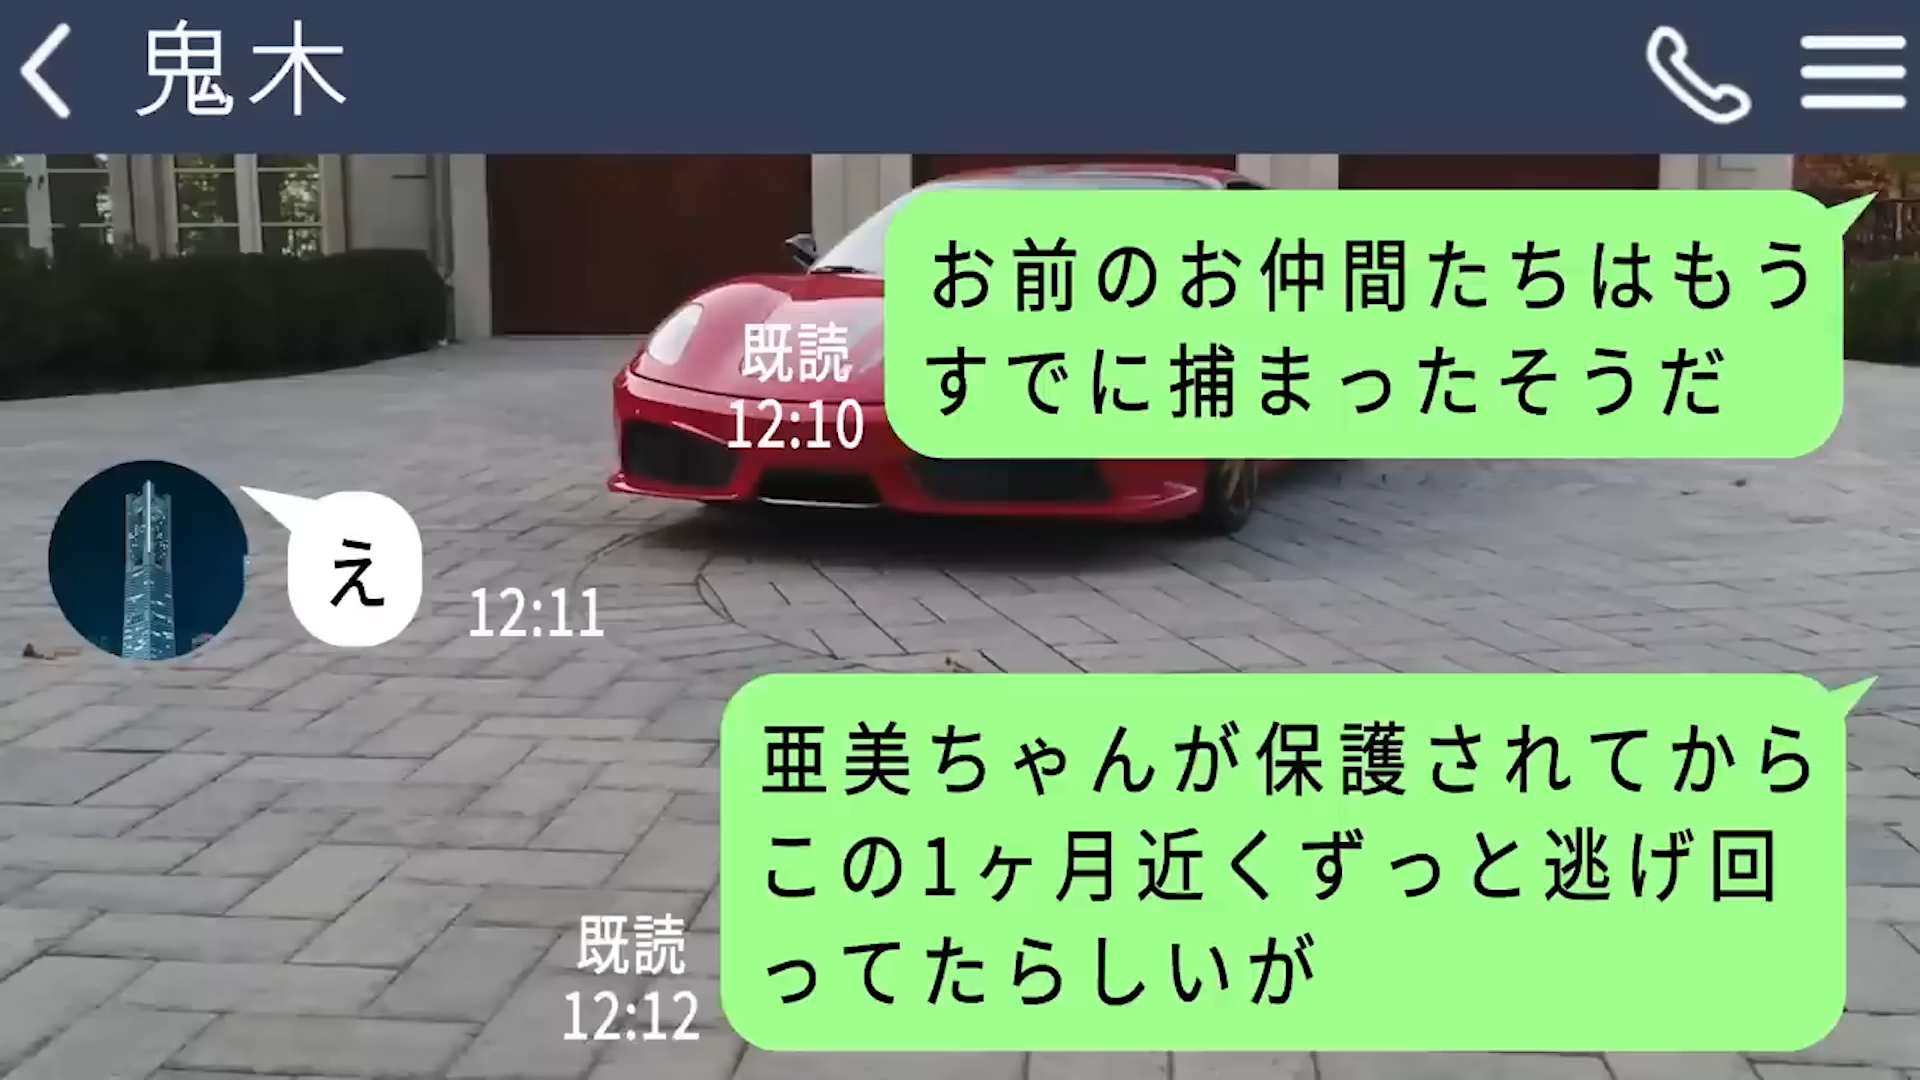 鬼木
お前のお仲間たちはもう
すでに捕まったそうだ
既読
12:10
え
12:11
亜美ちゃんが保護されてから
この1ヶ月近くずっと逃げ回
ってたらしいが
既読
12:12